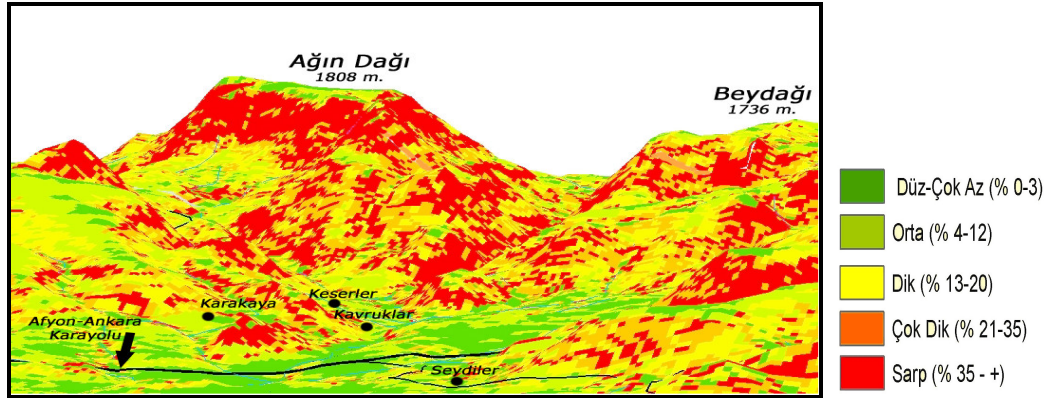 Ağın Dağı
1808 m.
Beydağı
1736 m.
Keserler
Karakaya
Kavruklar
Afyon-Ankara
Karayolu
Seydiler
Düz-Çok Az (% 0-3)
Orta (% 4-12)
Dik (% 13-20)
Çok Dik (% 21-35)
Sarp (% 35 - +)